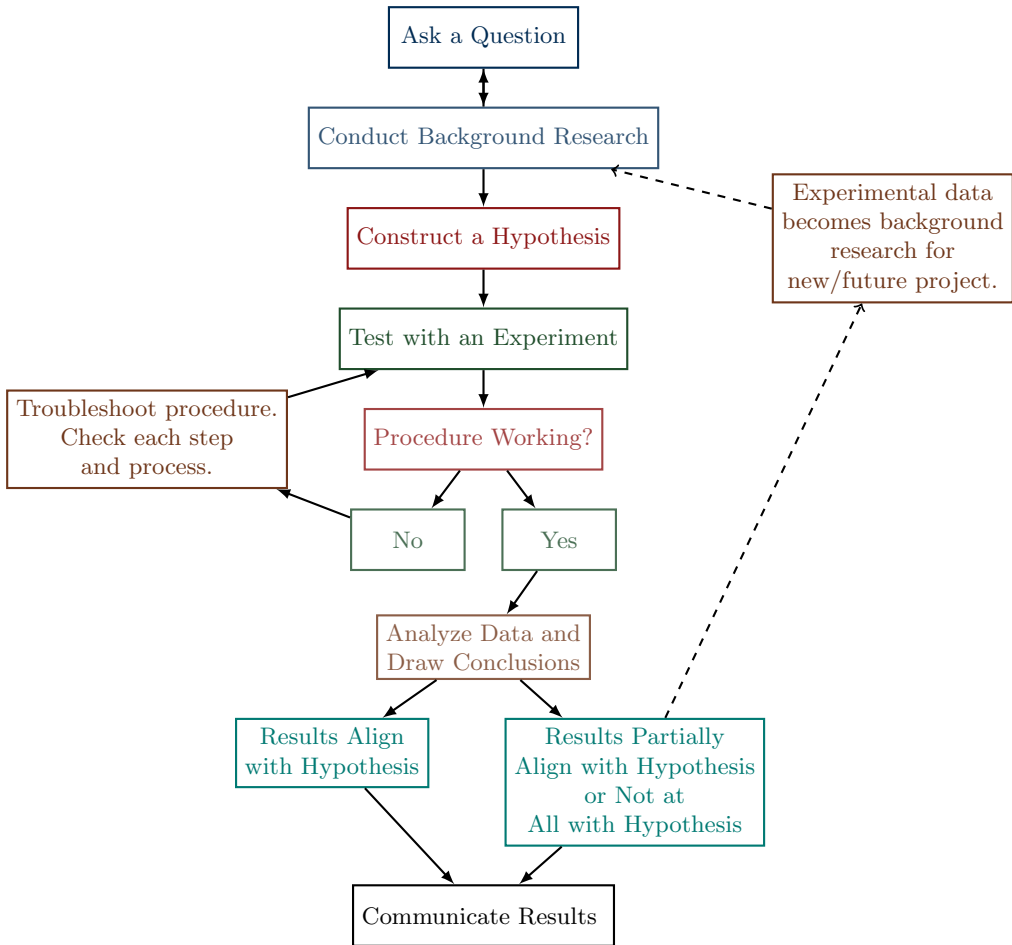 Ask a Question
Conduct Background Research
Experimental data
becomes background
research for
new/future project.
Construct a Hypothesis
Test with an Experiment
Troubleshoot procedure.
Check each step
and process.
Procedure Working?
No
Yes
Analyze Data and
Draw Conclusions
Results Align
with Hypothesis
Results Partially
Align with Hypothesis
or Not at
All with Hypothesis
Communicate Results